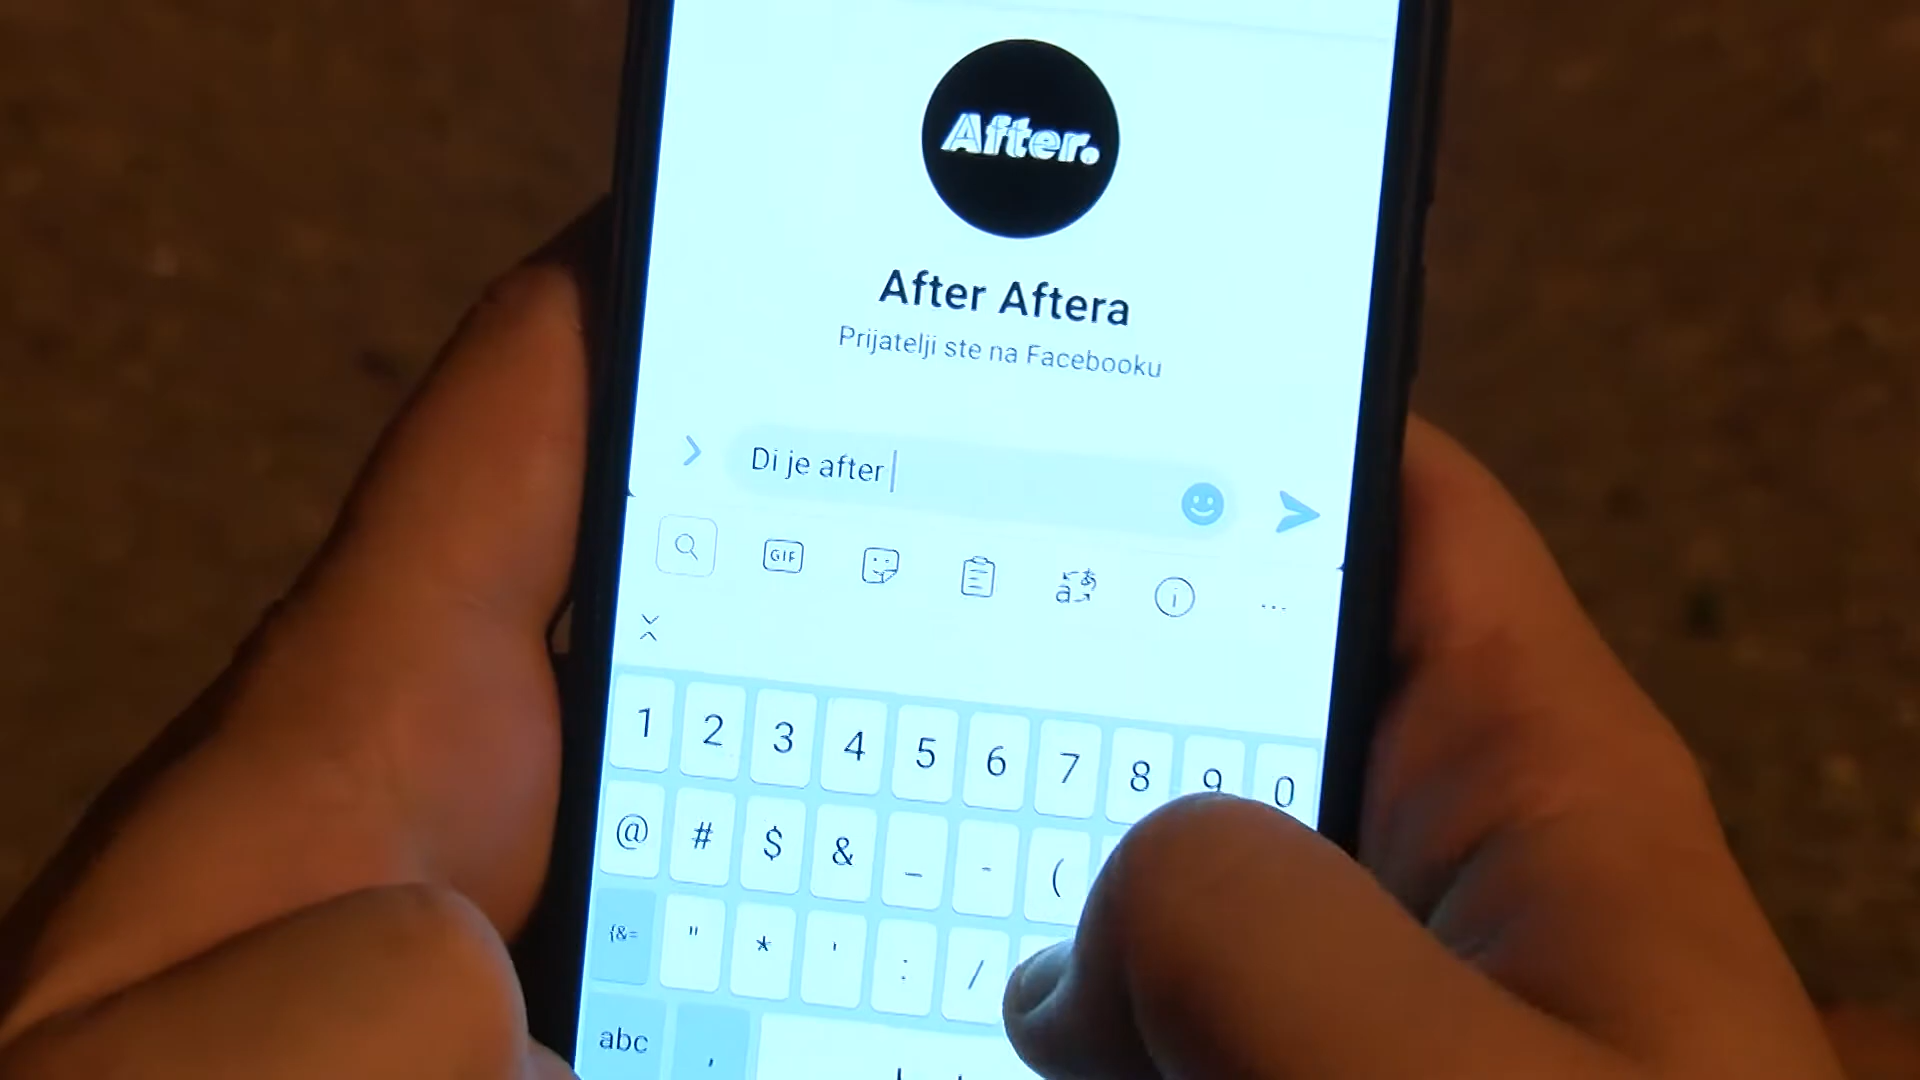 After.
After Aftera
Prijatelji ste na Facebooku
Di je after
GIF
1 2 3 4 5 6 7 8 9 0
@ # $ & _ - (
{&= " * ' : /
abc ,